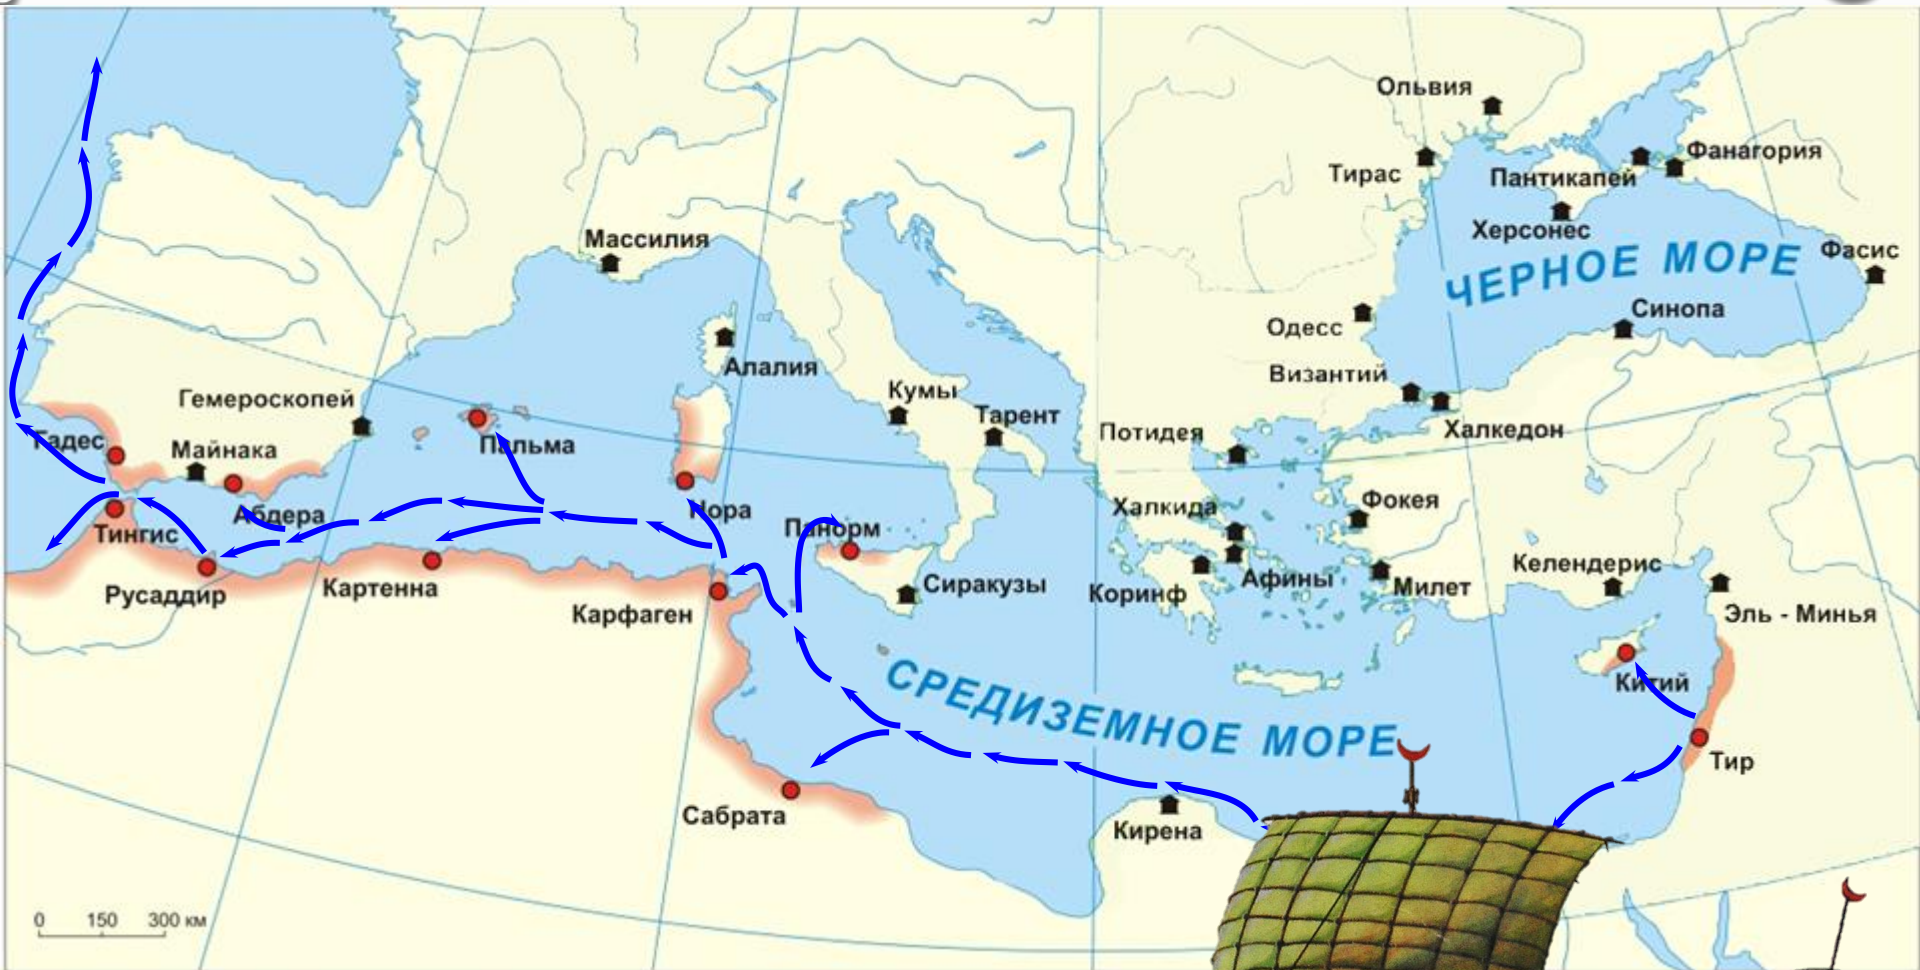 Ольвия
Тирас
Фанагория
Пантикапей
Херсонес
Массилия
ЧЕРНОЕ МОРЕ
Фасис
Синопа
Одесс
Алалия
Византий
Кумы
Гемероскопей
Тарент
Халкедон
Потидея
Гадес
Майнака
Пальма
Фокея
Халкида
Нора
Абдера
Панорм
Тингис
Келендерис
Афины
Сиракузы
Милет
Картенна
Коринф
Русаддир
Карфаген
Эль - Минья
Китий
СРЕДИЗЕМНОЕ МОРЕ
Тир
Сабрата
Кирена
0 150 300 км